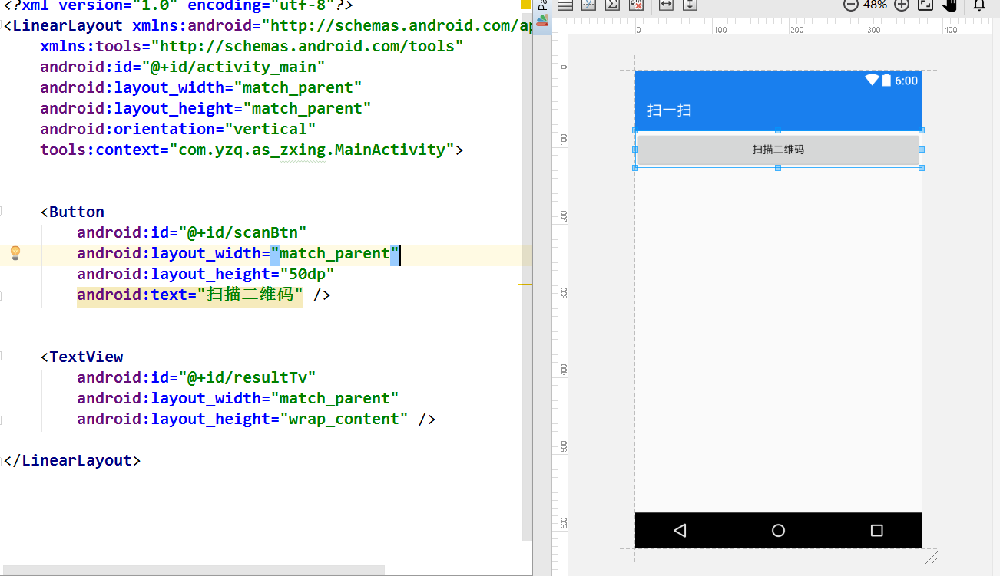 <?xml version="1.0" encoding="utf-8"?>
<LinearLayout xmlns:android="http://schemas.android.com/ap
xmlns:tools="http://schemas.android.com/tools"
android:id="@+id/activity_main"
android:layout_width="match_parent"
android:layout_height="match_parent"
android:orientation="vertical"
tools:context="com.yzq.as_zxing.MainActivity">
<Button
android:id="@+id/scanBtn"
android:layout_width="match_parent"
android:layout_height="50dp"
android:text="扫描二维码" />
<TextView
android:id="@+id/resultTv"
android:layout_width="match_parent"
android:layout_height="wrap_content" />
</LinearLayout>
Pa
48%
0 100 200 300 400
0
100
200
300
400
500
600
6:00
扫一扫
扫描二维码